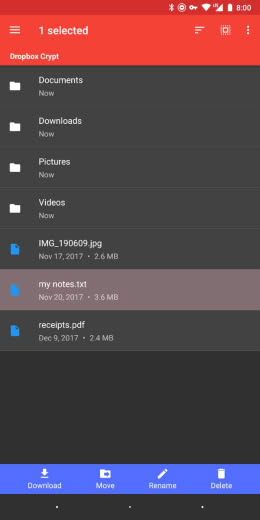 8:00
1 selected
Dropbox Crypt
Documents
Now
Downloads
Now
Pictures
Now
Videos
Now
IMG_190609.jpg
Nov 17, 2017 • 2.6 MB
my notes.txt
Nov 20, 2017 • 3.6 MB
receipts.pdf
Dec 9, 2017 • 2.4 MB
Download Move Rename Delete